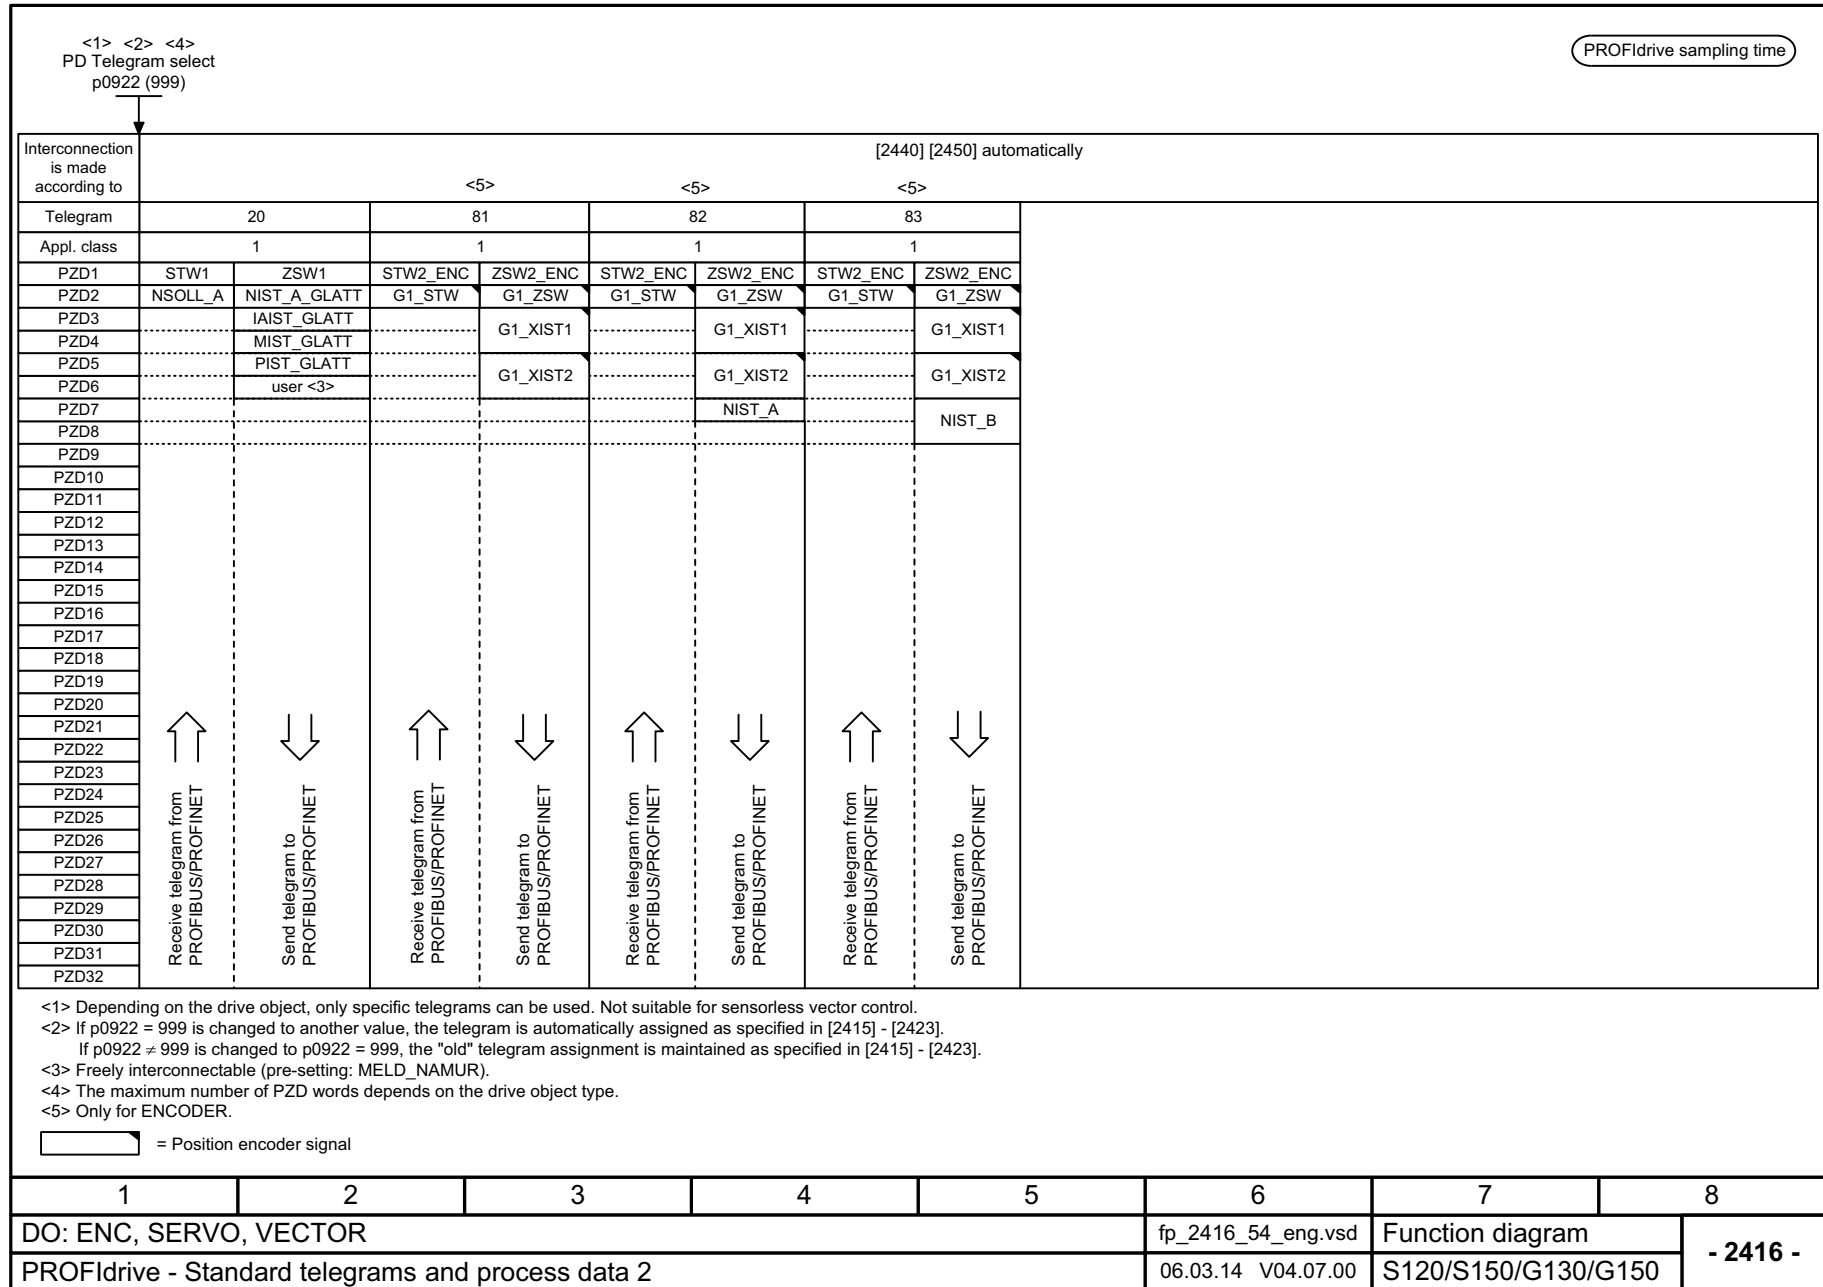 <1> <2> <4>
PD Telegram select
p0922 (999)
PROFIdrive sampling time
Interconnection
is made
according to
[2440] [2450] automatically
<5> <5> <5>
Telegram 20 81 82 83
Appl. class 1 1 1 1
PZD1 STW1 ZSW1 STW2_ENC ZSW2_ENC STW2_ENC ZSW2_ENC STW2_ENC ZSW2_ENC
PZD2 NSOLL_A NIST_A_GLATT G1_STW G1_ZSW G1_STW G1_ZSW G1_STW G1_ZSW
PZD3 IAIST_GLATT G1_XIST1 G1_XIST1 G1_XIST1
PZD4 MIST_GLATT
PZD5 PIST_GLATT G1_XIST2 G1_XIST2 G1_XIST2
PZD6 user <3>
PZD7 NIST_A NIST_B
PZD8
PZD9
PZD10
PZD11
PZD12
PZD13
PZD14
PZD15
PZD16
PZD17
PZD18
PZD19
PZD20
PZD21
PZD22
PZD23
PZD24
PZD25
PZD26
PZD27
PZD28
PZD29
PZD30
PZD31
PZD32
Receive telegram from
PROFIBUS/PROFINET
Send telegram to
PROFIBUS/PROFINET
Receive telegram from
PROFIBUS/PROFINET
Send telegram to
PROFIBUS/PROFINET
Receive telegram from
PROFIBUS/PROFINET
Send telegram to
PROFIBUS/PROFINET
Receive telegram from
PROFIBUS/PROFINET
Send telegram to
PROFIBUS/PROFINET
<1> Depending on the drive object, only specific telegrams can be used. Not suitable for sensorless vector control.
<2> If p0922 = 999 is changed to another value, the telegram is automatically assigned as specified in [2415] - [2423].
If p0922 ≠ 999 is changed to p0922 = 999, the "old" telegram assignment is maintained as specified in [2415] - [2423].
<3> Freely interconnectable (pre-setting: MELD_NAMUR).
<4> The maximum number of PZD words depends on the drive object type.
<5> Only for ENCODER.
= Position encoder signal
1 2 3 4 5 6 7 8
DO: ENC, SERVO, VECTOR fp_2416_54_eng.vsd Function diagram
- 2416 -
PROFIdrive - Standard telegrams and process data 2 06.03.14 V04.07.00 S120/S150/G130/G150